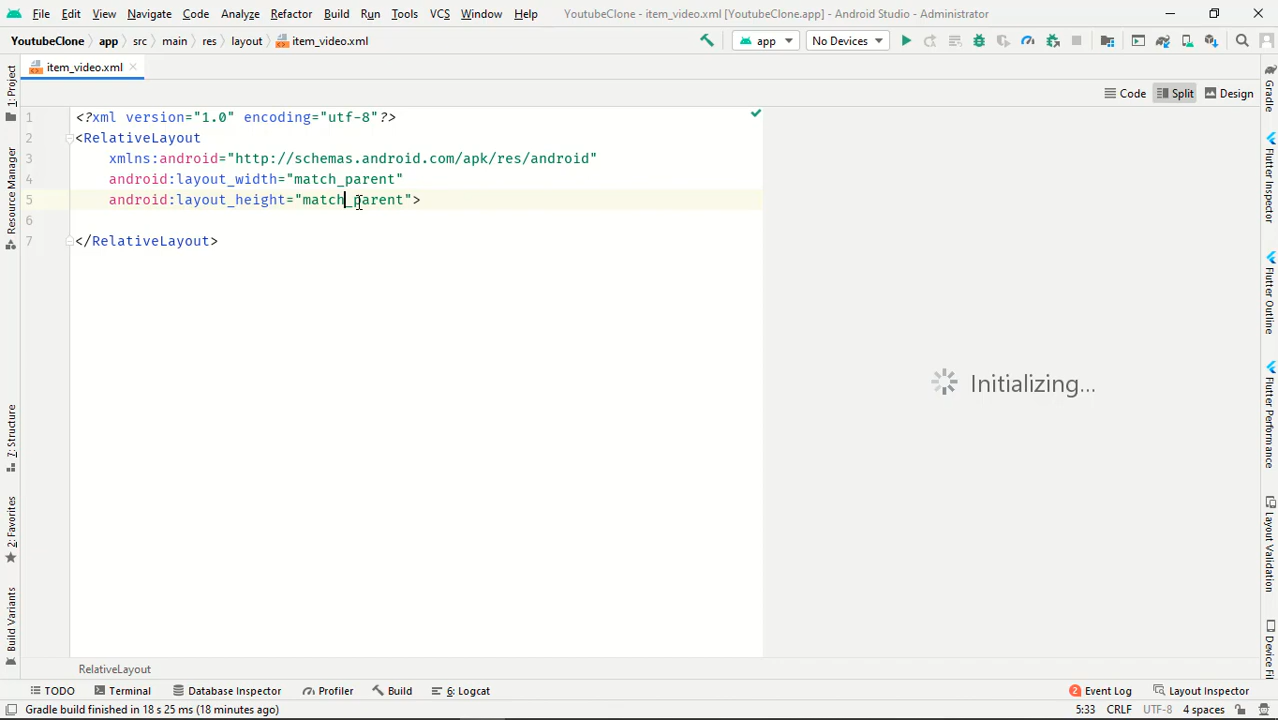 File Edit View Navigate Code Analyze Refactor Build Run Tools VCS Window Help YoutubeClone - item_video.xml [YoutubeClone.app] - Android Studio - Administrator
YoutubeClone app src main res layout item_video.xml app No Devices
item_video.xml
Code Split Design
1 <?xml version="1.0" encoding="utf-8"?>
2 <RelativeLayout
3 xmlns:android="http://schemas.android.com/apk/res/android"
4 android:layout_width="match_parent"
5 android:layout_height="match_parent">
6
7 </RelativeLayout>
Initializing...
1: Project
Resource Manager
7: Structure
2: Favorites
Build Variants
Gradle
Flutter Inspector
Flutter Outline
Flutter Performance
Layout Validation
Device Fil
RelativeLayout
TODO Terminal Database Inspector Profiler Build 6: Logcat 2 Event Log Layout Inspector
Gradle build finished in 18 s 25 ms (18 minutes ago) 5:33 CRLF UTF-8 4 spaces